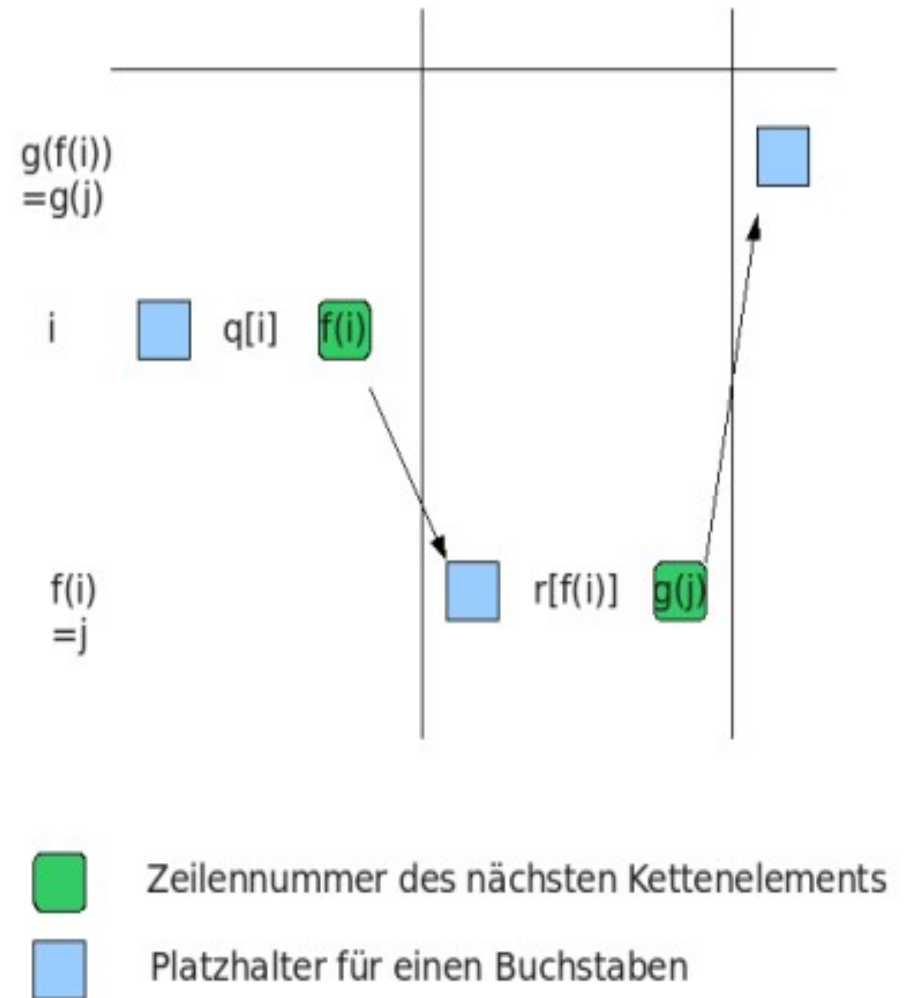 g(f(i))
=g(j)
i q[i] f(i)
f(i) r[f(i)] g(j)
=j
Zeilennummer des nächsten Kettenelements
Platzhalter für einen Buchstaben